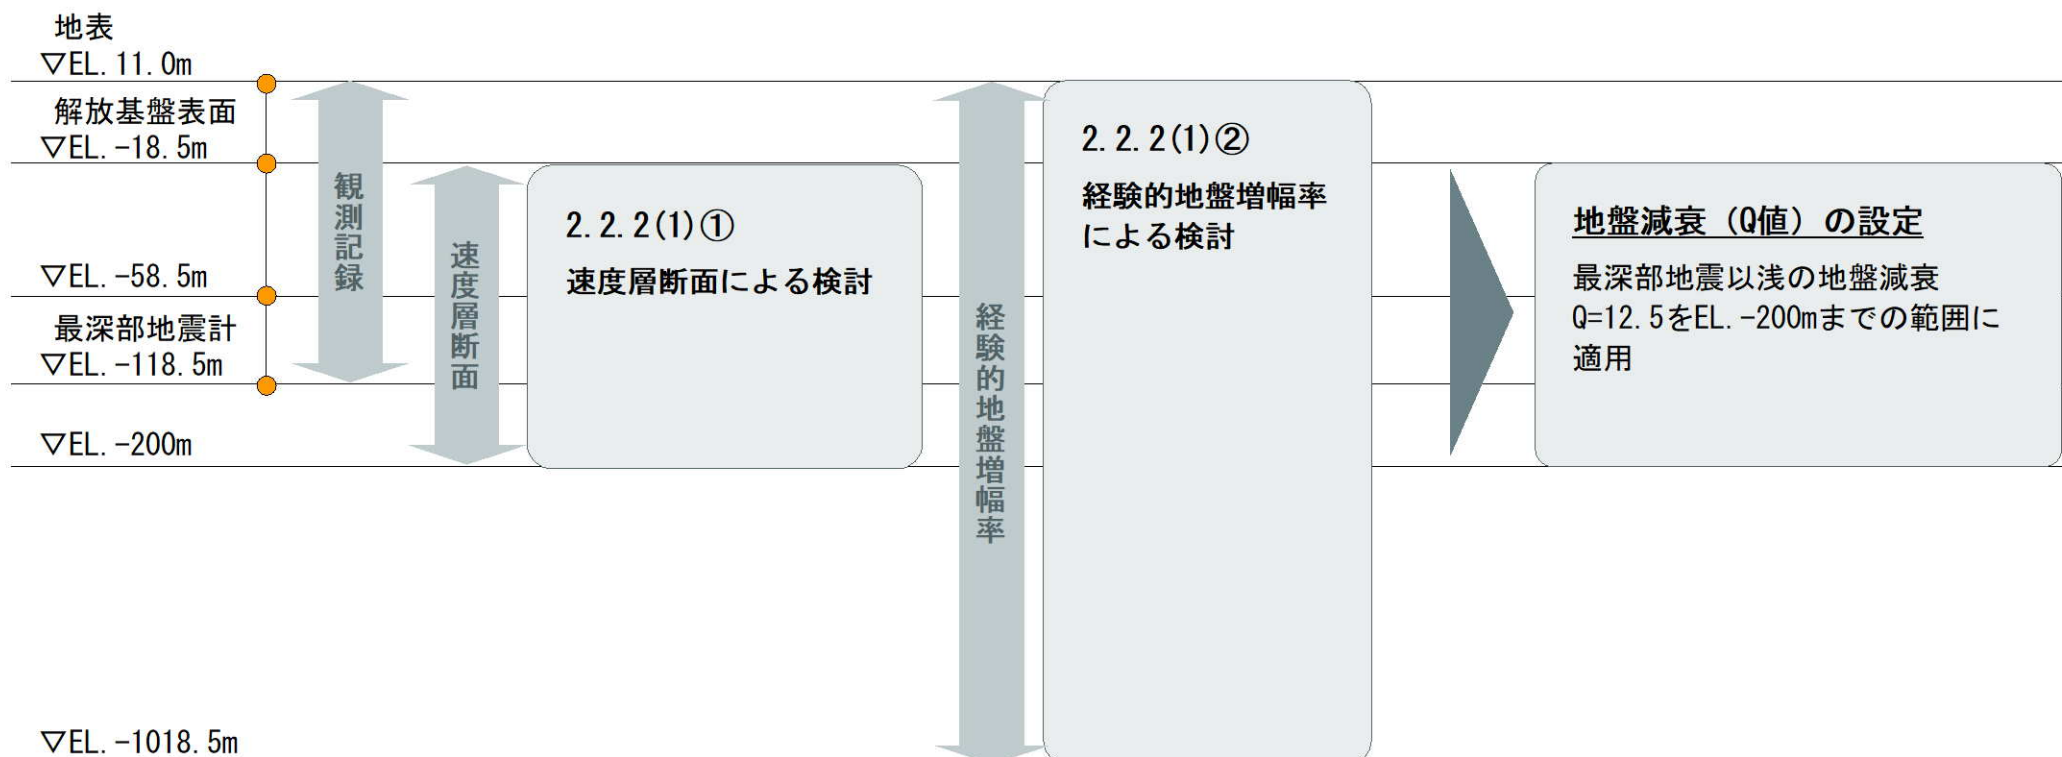 地表
▽EL. 11.0m
解放基盤表面
▽EL. -18.5m
▽EL. -58.5m
最深部地震計
▽EL. -118.5m
▽EL. -200m
▽EL. -1018.5m
観測記録
速度層断面
2.2.2(1)①
速度層断面による検討
経験的地盤増幅率
2.2.2(1)②
経験的地盤増幅率
による検討
地盤減衰（Q値）の設定
最深部地震以浅の地盤減衰
Q=12.5をEL.-200mまでの範囲に
適用